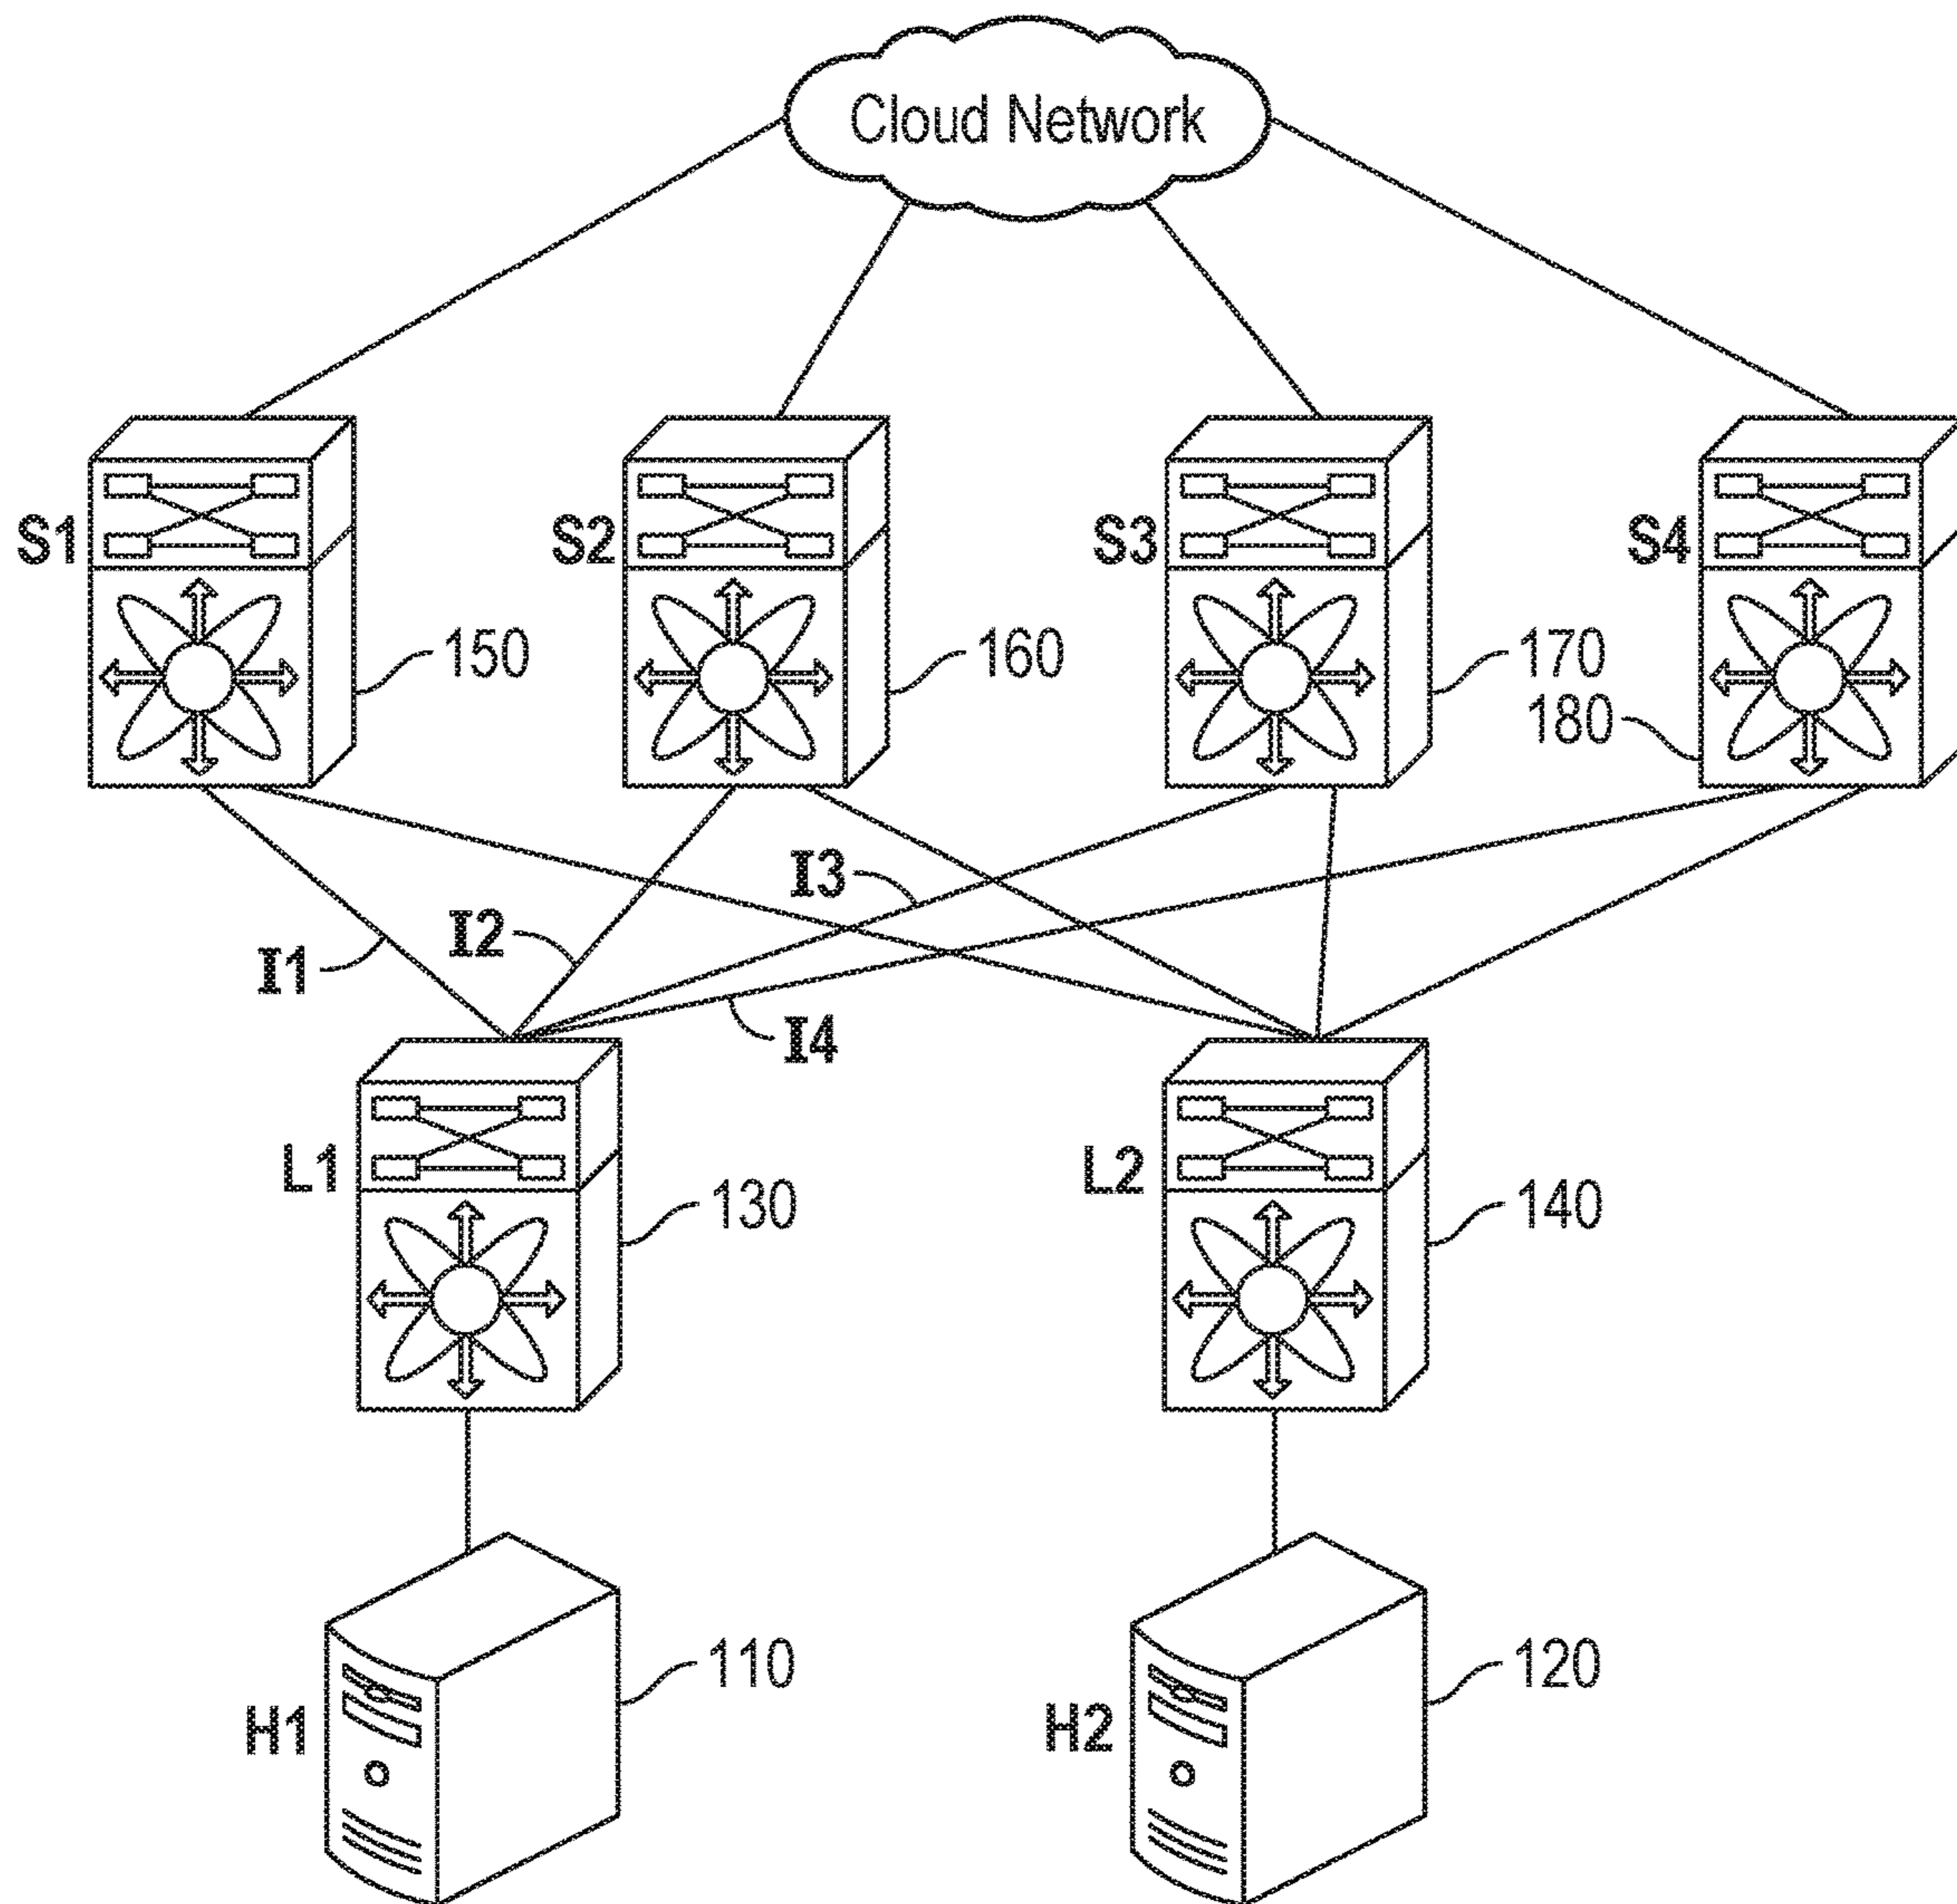 Cloud Network
S1
S2
S3
S4
150
160
170
180
I3
I2
I1
I4
L1
L2
130
140
110
120
H1
H2